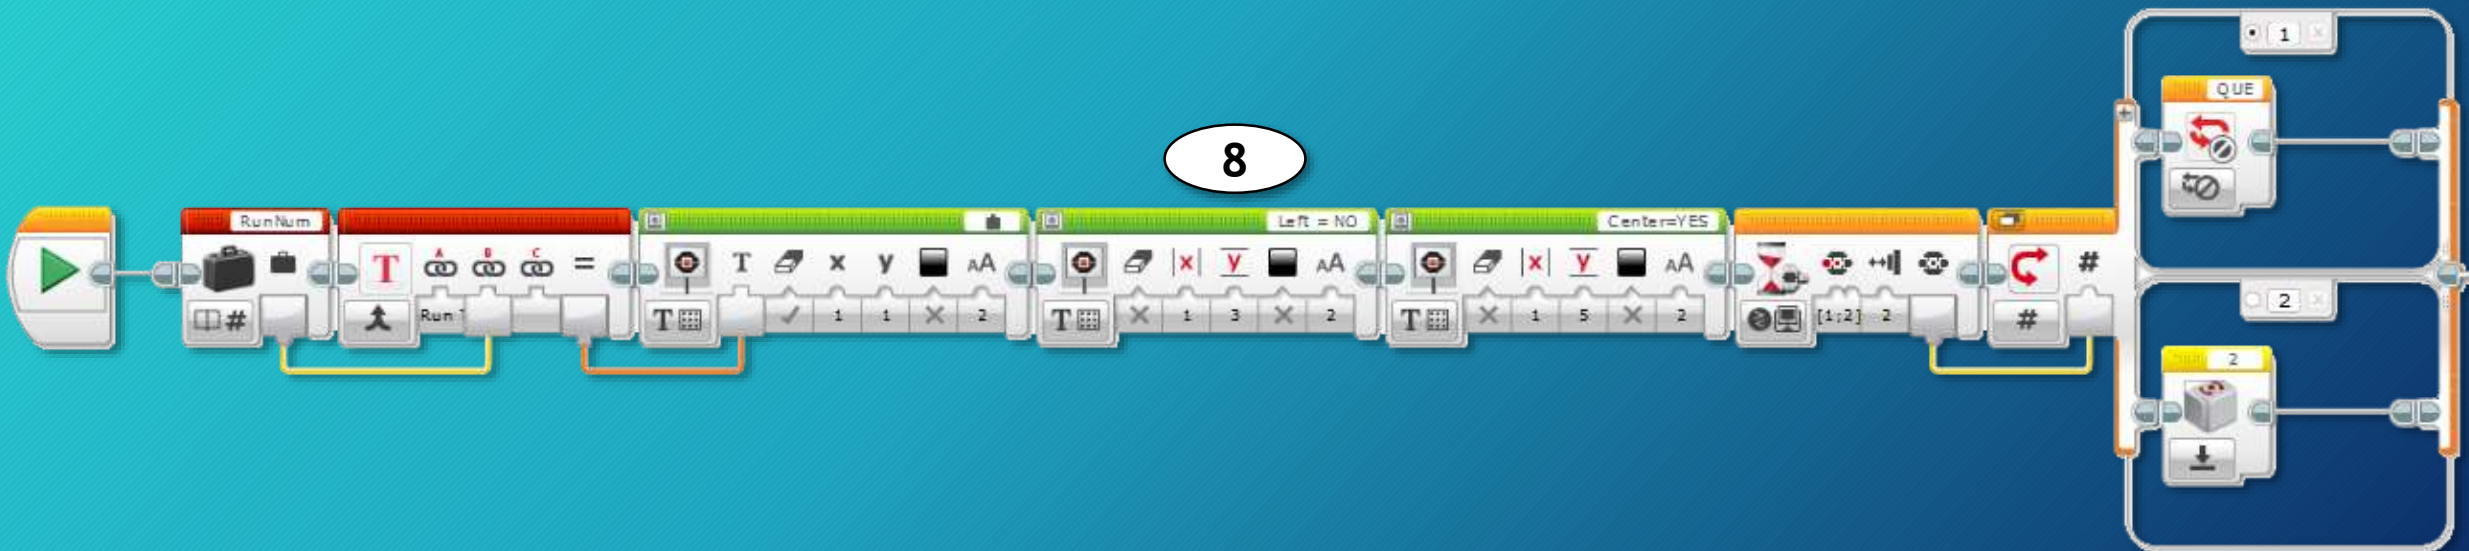 1
QUE
8
RunNum
Left = NO
Center=YES
T
A
B
C
=
T
x
y
AA
x
y
AA
x
y
AA
#
2
#
Run
T
1
1
2
T
1
3
2
T
1
5
2
[1;2]
2
#
2